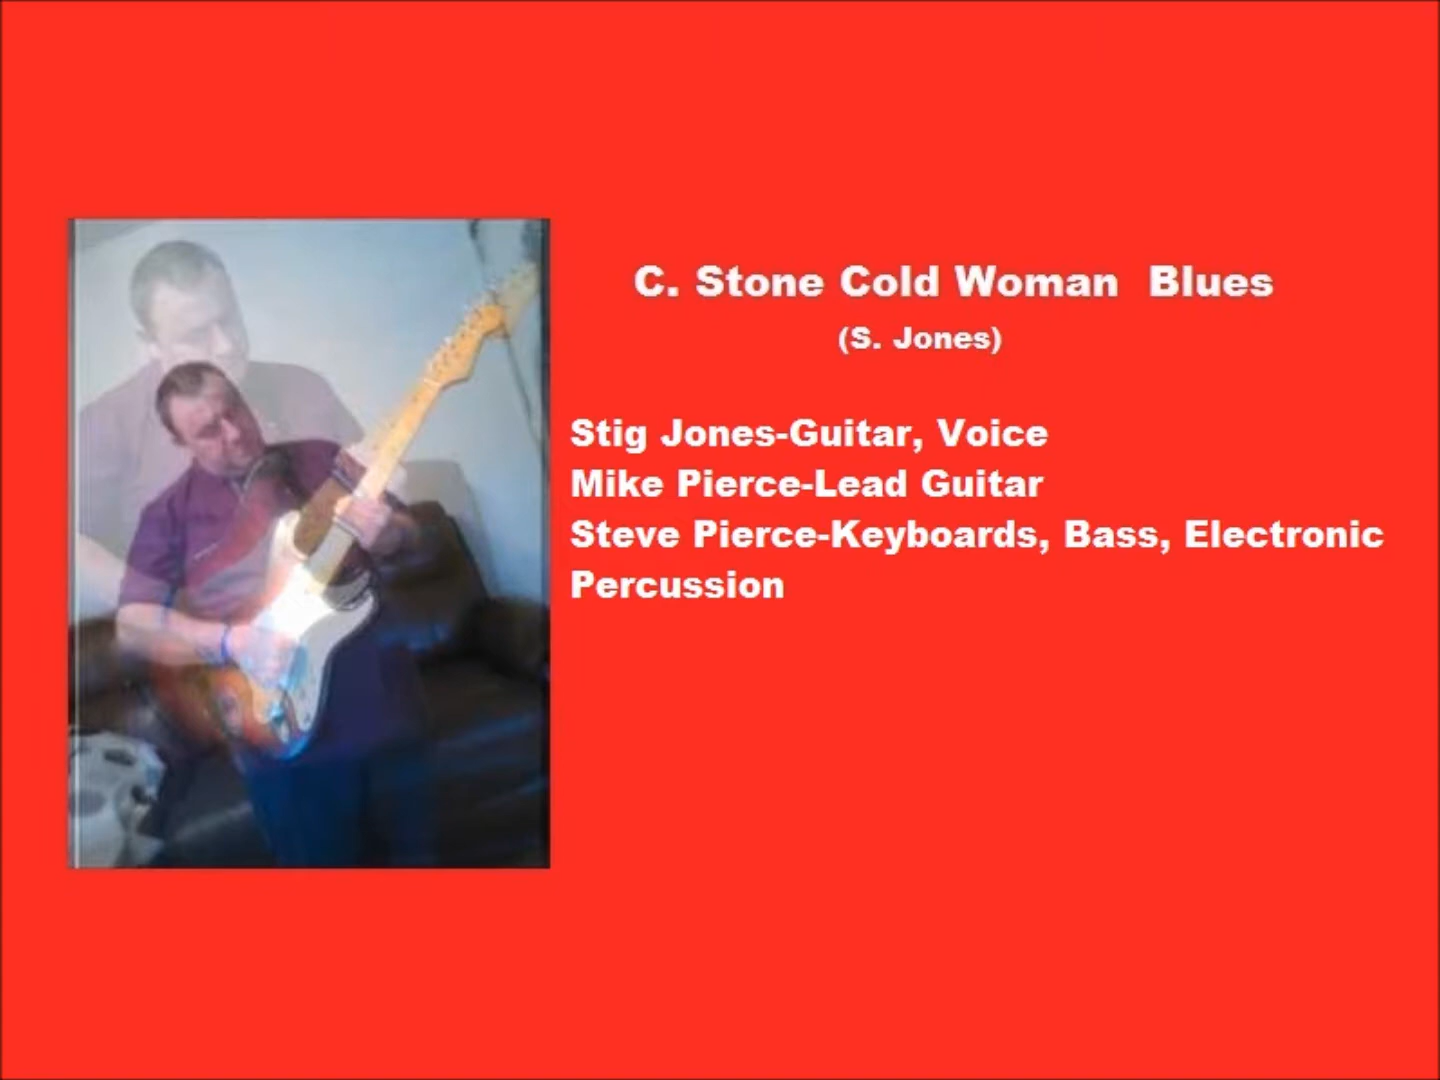 C. Stone Cold Woman  Blues
(S. Jones)
Stig Jones-Guitar, Voice
Mike Pierce-Lead Guitar
Steve Pierce-Keyboards, Bass, Electronic
Percussion